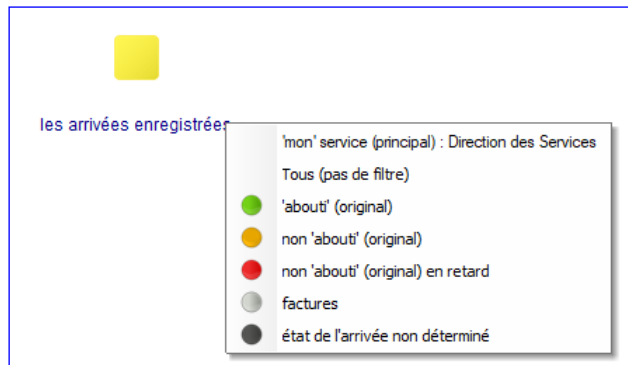 les arrivées enregistrées
'mon' service (principal) : Direction des Services
Tous (pas de filtre)
'abouti' (original)
non 'abouti' (original)
non 'abouti' (original) en retard
factures
état de l'arrivée non déterminé